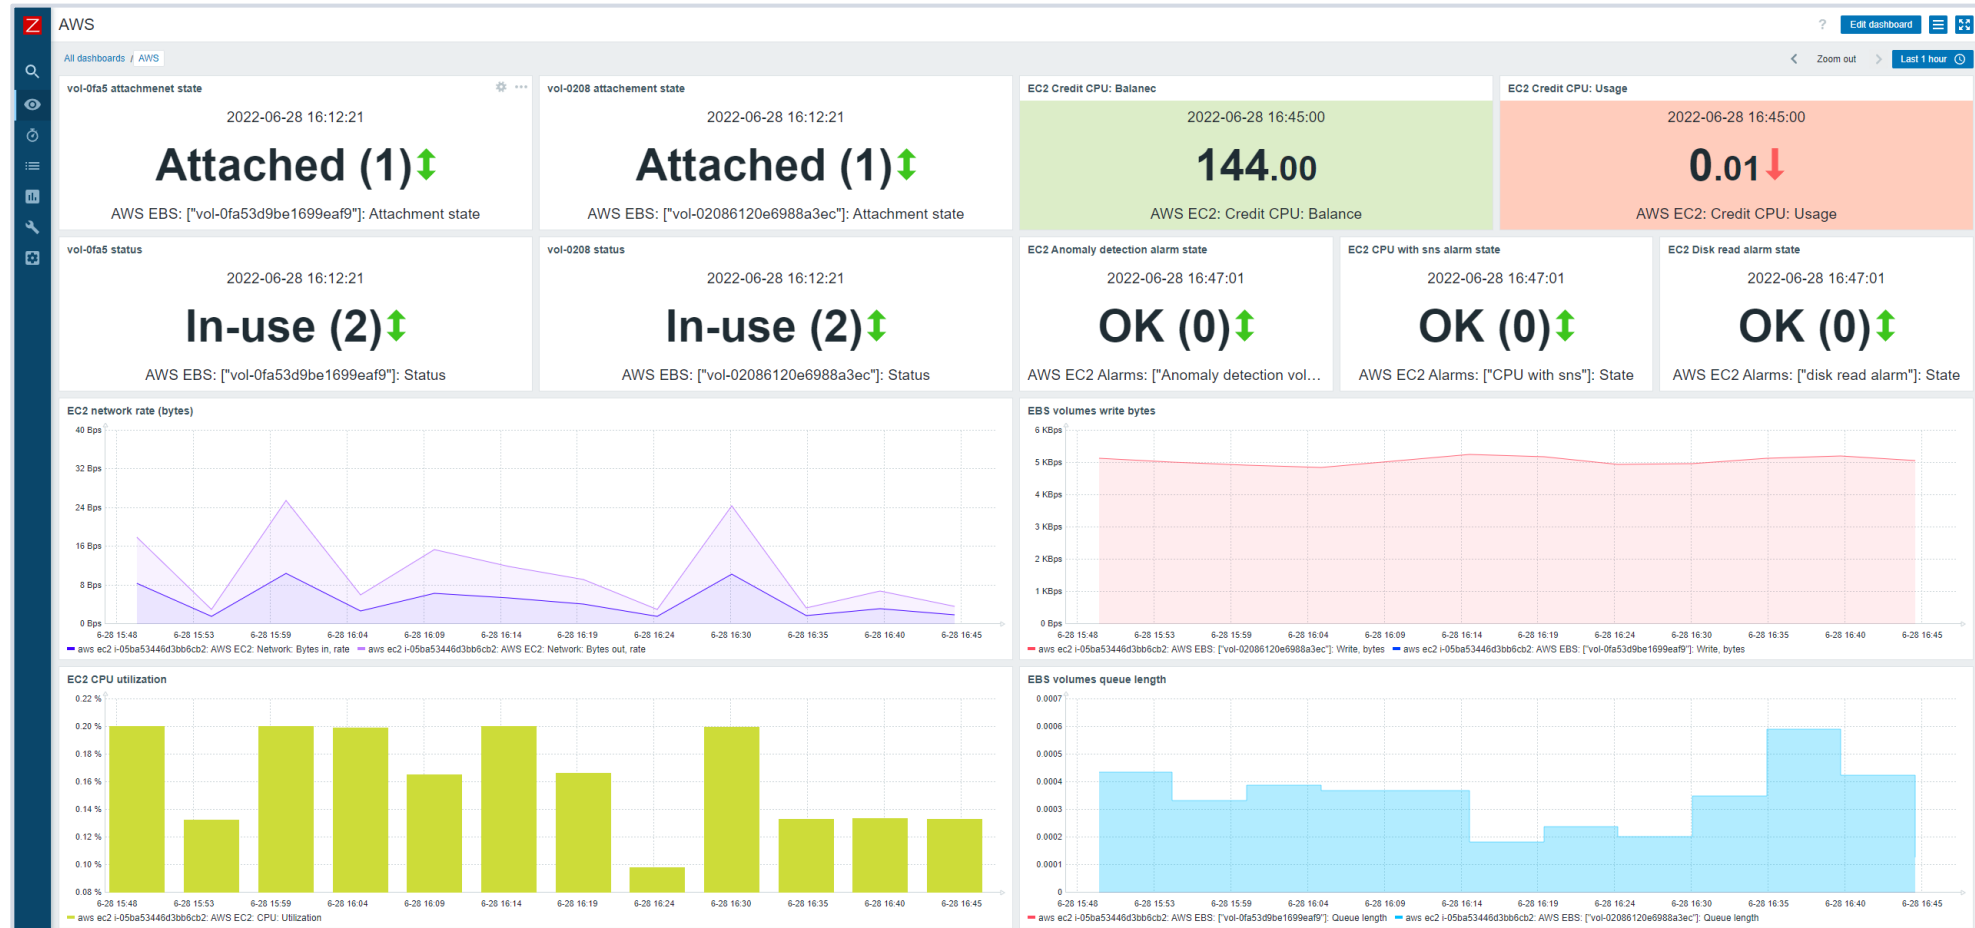 Z
AWS
?
Edit dashboard
All dashboards / AWS
Zoom out
Last 1 hour
vol-0fa5 attachmenet state
2022-06-28 16:12:21
Attached (1)
AWS EBS: ["vol-0fa53d9be1699eaf9"]: Attachment state
vol-0208 attachement state
2022-06-28 16:12:21
Attached (1)
AWS EBS: ["vol-02086120e6988a3ec"]: Attachment state
EC2 Credit CPU: Balanec
2022-06-28 16:45:00
144.00
AWS EC2: Credit CPU: Balance
EC2 Credit CPU: Usage
2022-06-28 16:45:00
0.01
AWS EC2: Credit CPU: Usage
vol-0fa5 status
2022-06-28 16:12:21
In-use (2)
AWS EBS: ["vol-0fa53d9be1699eaf9"]: Status
vol-0208 status
2022-06-28 16:12:21
In-use (2)
AWS EBS: ["vol-02086120e6988a3ec"]: Status
EC2 Anomaly detection alarm state
2022-06-28 16:47:01
OK (0)
AWS EC2 Alarms: ["Anomaly detection vol...
EC2 CPU with sns alarm state
2022-06-28 16:47:01
OK (0)
AWS EC2 Alarms: ["CPU with sns"]: State
EC2 Disk read alarm state
2022-06-28 16:47:01
OK (0)
AWS EC2 Alarms: ["disk read alarm"]: State
EC2 network rate (bytes)
40 Bps
32 Bps
24 Bps
16 Bps
8 Bps
0 Bps
6-28 15:48 6-28 15:53 6-28 15:59 6-28 16:04 6-28 16:09 6-28 16:14 6-28 16:19 6-28 16:24 6-28 16:30 6-28 16:35 6-28 16:40 6-28 16:45
aws ec2 i-05ba53446d3bb6cb2: AWS EC2: Network: Bytes in, rate aws ec2 i-05ba53446d3bb6cb2: AWS EC2: Network: Bytes out, rate
EBS volumes write bytes
6 KBps
5 KBps
4 KBps
3 KBps
2 KBps
1 KBps
0 Bps
6-28 15:48 6-28 15:53 6-28 15:59 6-28 16:04 6-28 16:09 6-28 16:14 6-28 16:19 6-28 16:24 6-28 16:30 6-28 16:35 6-28 16:40 6-28 16:45
aws ec2 i-05ba53446d3bb6cb2: AWS EBS: ["vol-02086120e6988a3ec"]: Write, bytes aws ec2 i-05ba53446d3bb6cb2: AWS EBS: ["vol-0fa53d9be1699eaf9"]: Write, bytes
EC2 CPU utilization
0.22 %
0.20 %
0.18 %
0.16 %
0.14 %
0.12 %
0.10 %
0.08 %
6-28 15:48 6-28 15:53 6-28 15:59 6-28 16:04 6-28 16:09 6-28 16:14 6-28 16:19 6-28 16:24 6-28 16:30 6-28 16:35 6-28 16:40 6-28 16:45
aws ec2 i-05ba53446d3bb6cb2: AWS EC2: CPU: Utilization
EBS volumes queue length
0.0007
0.0006
0.0005
0.0004
0.0003
0.0002
0.0001
0
6-28 15:48 6-28 15:53 6-28 15:59 6-28 16:04 6-28 16:09 6-28 16:14 6-28 16:19 6-28 16:24 6-28 16:30 6-28 16:35 6-28 16:40 6-28 16:45
aws ec2 i-05ba53446d3bb6cb2: AWS EBS: ["vol-0fa53d9be1699eaf9"]: Queue length aws ec2 i-05ba53446d3bb6cb2: AWS EBS: ["vol-02086120e6988a3ec"]: Queue length